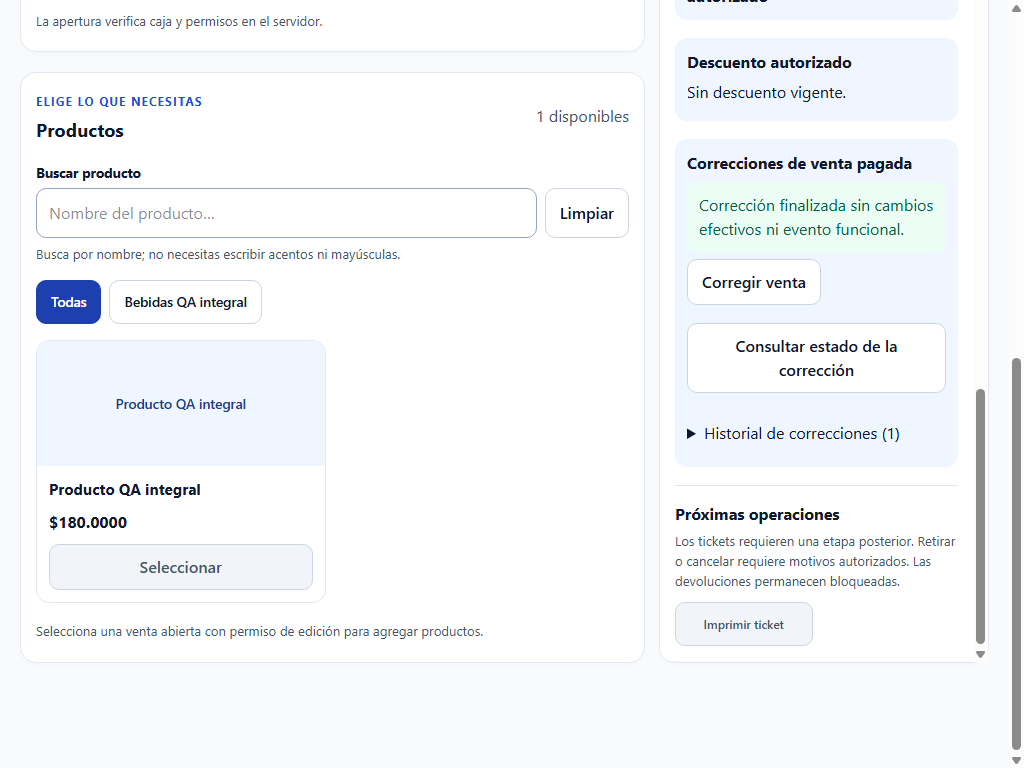 La apertura verifica caja y permisos en el servidor.
ELIGE LO QUE NECESITAS
Productos
1 disponibles
Buscar producto
Nombre del producto...
Limpiar
Busca por nombre; no necesitas escribir acentos ni mayúsculas.
Todas
Bebidas QA integral
Producto QA integral
Producto QA integral
$180.0000
Seleccionar
Selecciona una venta abierta con permiso de edición para agregar productos.
Descuento autorizado
Sin descuento vigente.
Correcciones de venta pagada
Corrección finalizada sin cambios
efectivos ni evento funcional.
Corregir venta
Consultar estado de la
corrección
Historial de correcciones (1)
Próximas operaciones
Los tickets requieren una etapa posterior. Retirar
o cancelar requiere motivos autorizados. Las
devoluciones permanecen bloqueadas.
Imprimir ticket